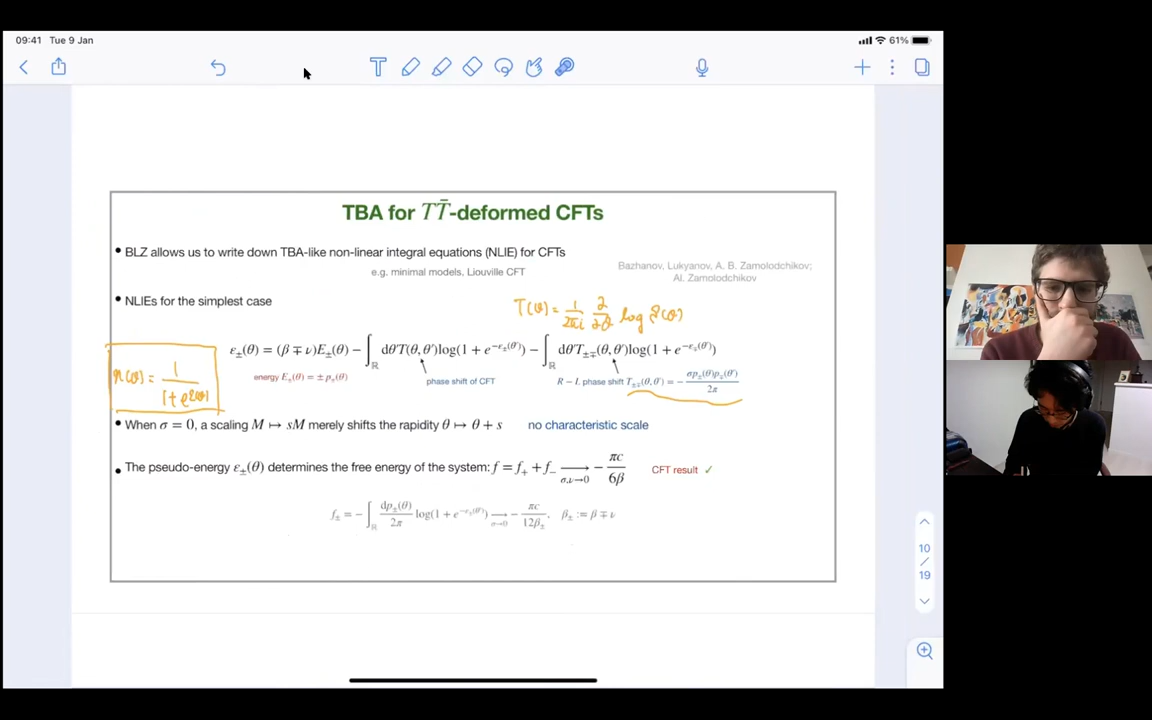 09:41 Tue 9 Jan
61%
TBA for TT̄-deformed CFTs
• BLZ allows us to write down TBA-like non-linear integral equations (NLIE) for CFTs
e.g. minimal models, Liouville CFT
Bazhanov, Lukyanov, A. B. Zamolodchikov;
Al. Zamolodchikov
• NLIEs for the simplest case
T(θ) = 1/2πi ∂/∂θ log S(θ)
ε±(θ) = (β ∓ ν)E±(θ) − ∫ℝ dθ′T(θ, θ′)log(1 + e^{−ε±(θ′)}) − ∫ℝ dθ′T±∓(θ, θ′)log(1 + e^{−ε∓(θ′)})
n(θ) = 1/(1+e^{ε(θ)})
energy E±(θ) = ±p±(θ)
phase shift of CFT
R − L phase shift T±∓(θ, θ′) = − σp±(θ)p∓(θ′)/2π
• When σ = 0, a scaling M ↦ sM merely shifts the rapidity θ ↦ θ + s
no characteristic scale
• The pseudo-energy ε±(θ) determines the free energy of the system: f = f₊ + f₋ ⟶ σ,ν→0 − πc/6β
CFT result ✓
f± = − ∫ℝ dp±(θ)/2π log(1 + e^{−ε±(θ)}) ⟶ σ→0 − πc/12β±, β± := β ∓ ν
10
/
19